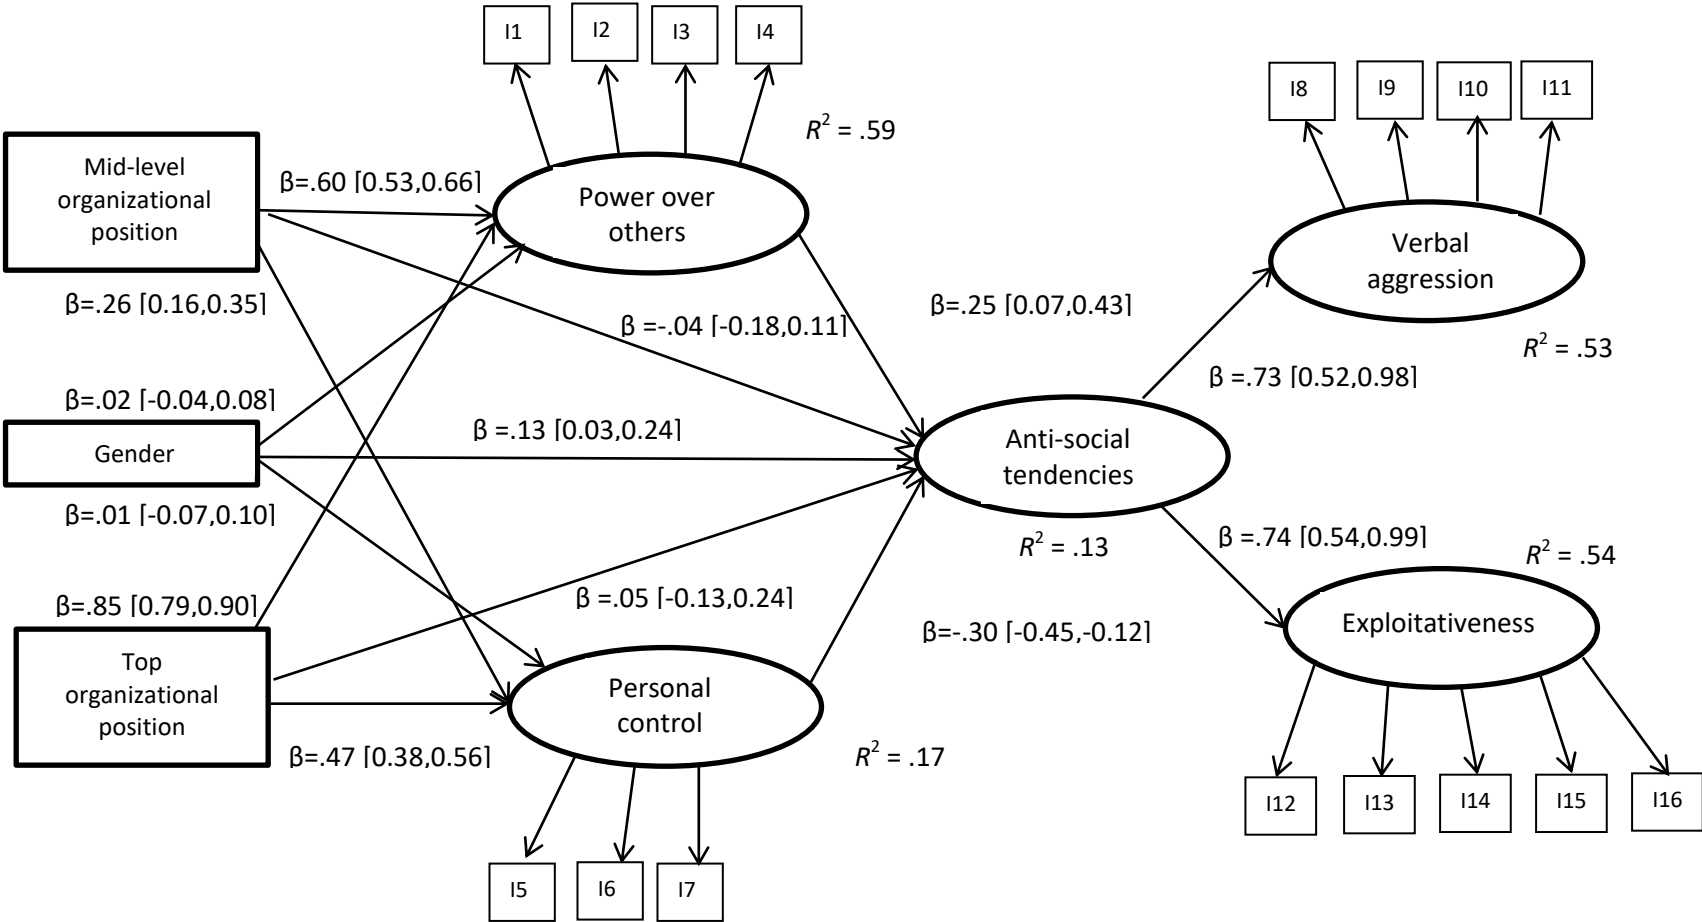 I1
I2
I3
I4
R² = .59
I8
I9
I10
I11
Mid-level
organizational
position
β=.60 [0.53,0.66]
Power over
others
Verbal
aggression
β=.26 [0.16,0.35]
β =-.04 [-0.18,0.11]
β=.25 [0.07,0.43]
R² = .53
β =.73 [0.52,0.98]
β=.02 [-0.04,0.08]
Gender
β =.13 [0.03,0.24]
Anti-social
tendencies
β=.01 [-0.07,0.10]
R² = .13
β =.74 [0.54,0.99]
R² = .54
β=.85 [0.79,0.90]
β =.05 [-0.13,0.24]
β=-.30 [-0.45,-0.12]
Exploitativeness
Top
organizational
position
Personal
control
β=.47 [0.38,0.56]
R² = .17
I12
I13
I14
I15
I16
I5
I6
I7